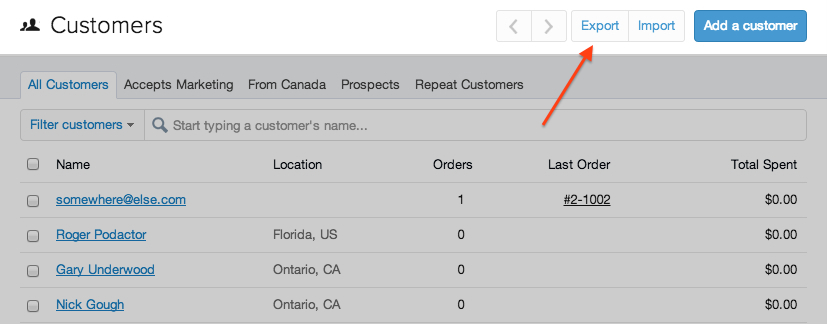 Customers Export Import Add a customer
All Customers Accepts Marketing From Canada Prospects Repeat Customers
Filter customers Start typing a customer's name...
Name Location Orders Last Order Total Spent
somewhere@else.com 1 #2-1002 $0.00
Roger Podactor Florida, US 0 $0.00
Gary Underwood Ontario, CA 0 $0.00
Nick Gough Ontario, CA 0 $0.00